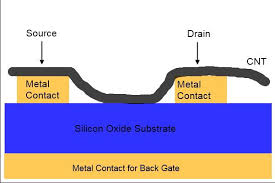 Source
Drain
CNT
Metal
Contact
Metal
Contact
Silicon Oxide Substrate
Metal Contact for Back Gate